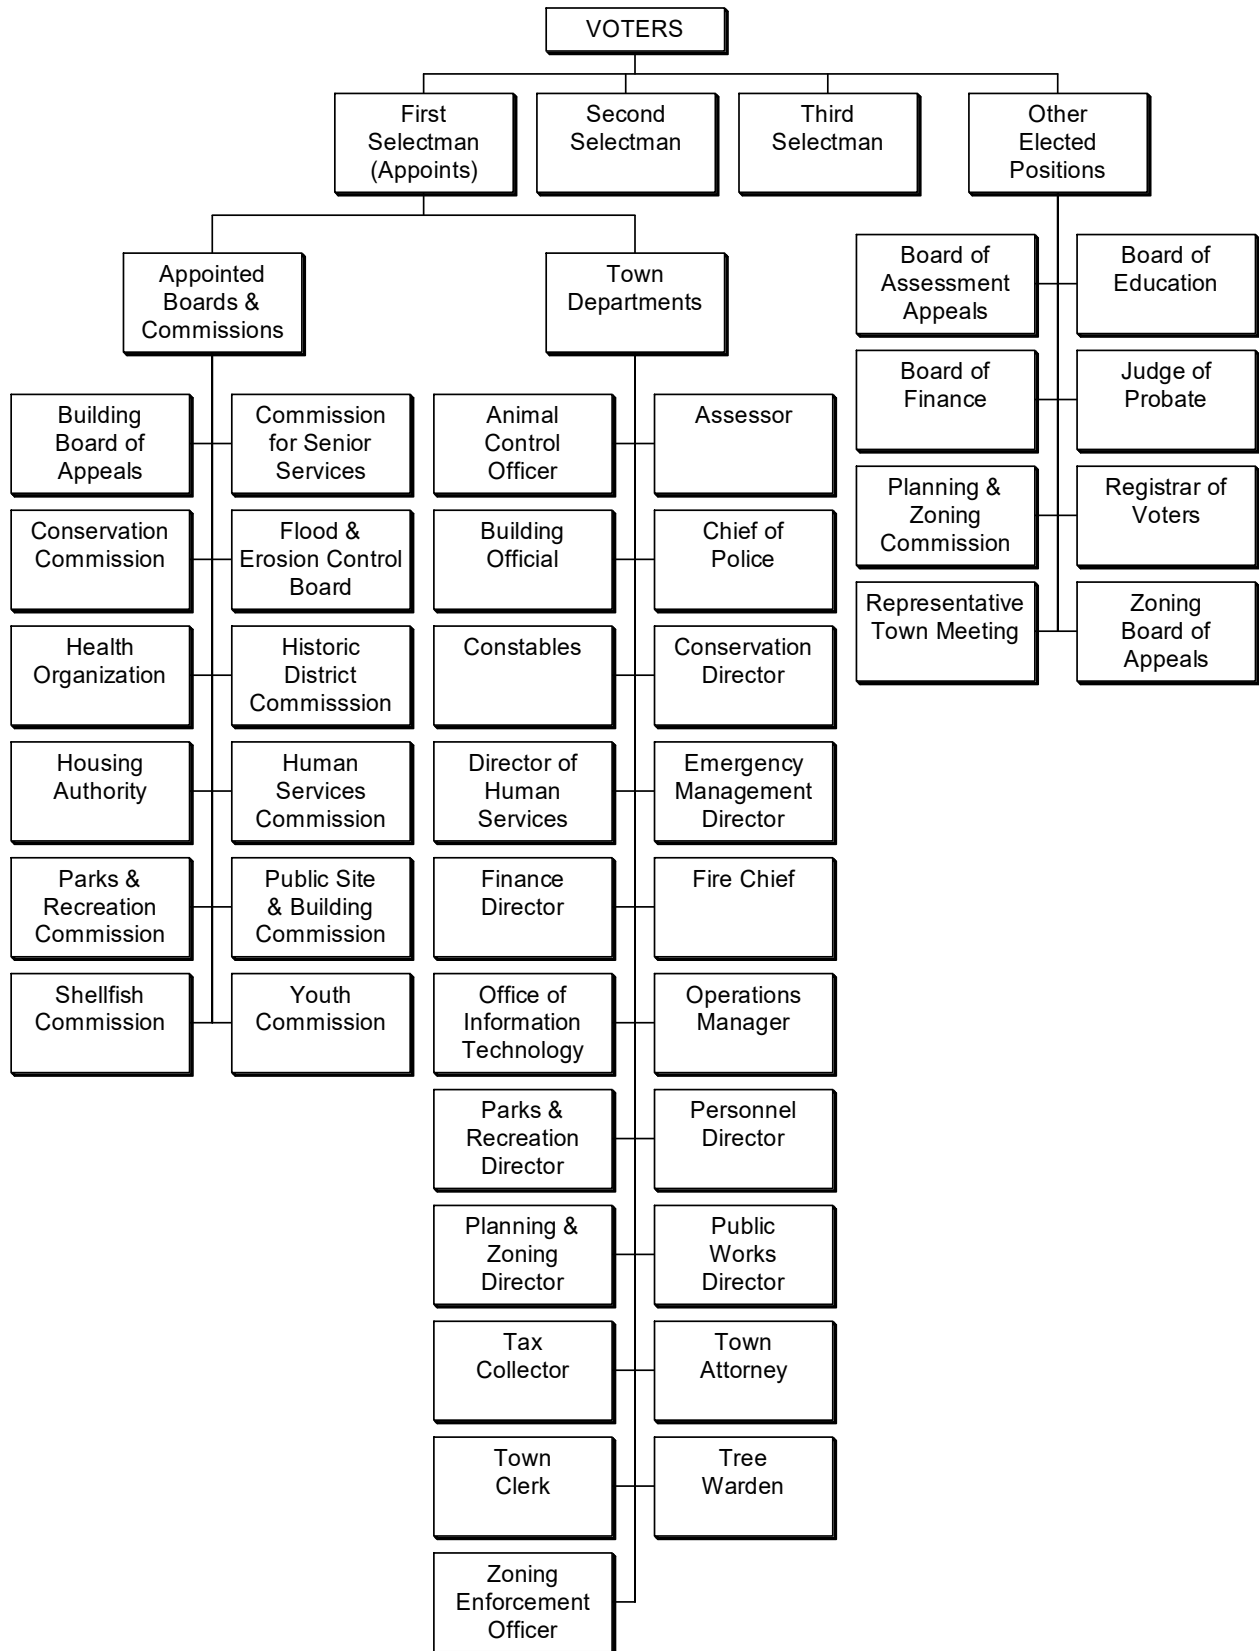 VOTERS
First
Selectman
(Appoints)
Second
Selectman
Third
Selectman
Other
Elected
Positions
Appointed
Boards &
Commissions
Town
Departments
Board of
Assessment
Appeals
Board of
Education
Board of
Finance
Judge of
Probate
Planning &
Zoning
Commission
Registrar of
Voters
Representative
Town Meeting
Zoning
Board of
Appeals
Building
Board of
Appeals
Commission
for Senior
Services
Conservation
Commission
Flood &
Erosion Control
Board
Health
Organization
Historic
District
Commisssion
Housing
Authority
Human
Services
Commission
Parks &
Recreation
Commission
Public Site
& Building
Commission
Shellfish
Commission
Youth
Commission
Animal
Control
Officer
Assessor
Building
Official
Chief of
Police
Constables
Conservation
Director
Director of
Human
Services
Emergency
Management
Director
Finance
Director
Fire Chief
Office of
Information
Technology
Operations
Manager
Parks &
Recreation
Director
Personnel
Director
Planning &
Zoning
Director
Public
Works
Director
Tax
Collector
Town
Attorney
Town
Clerk
Tree
Warden
Zoning
Enforcement
Officer